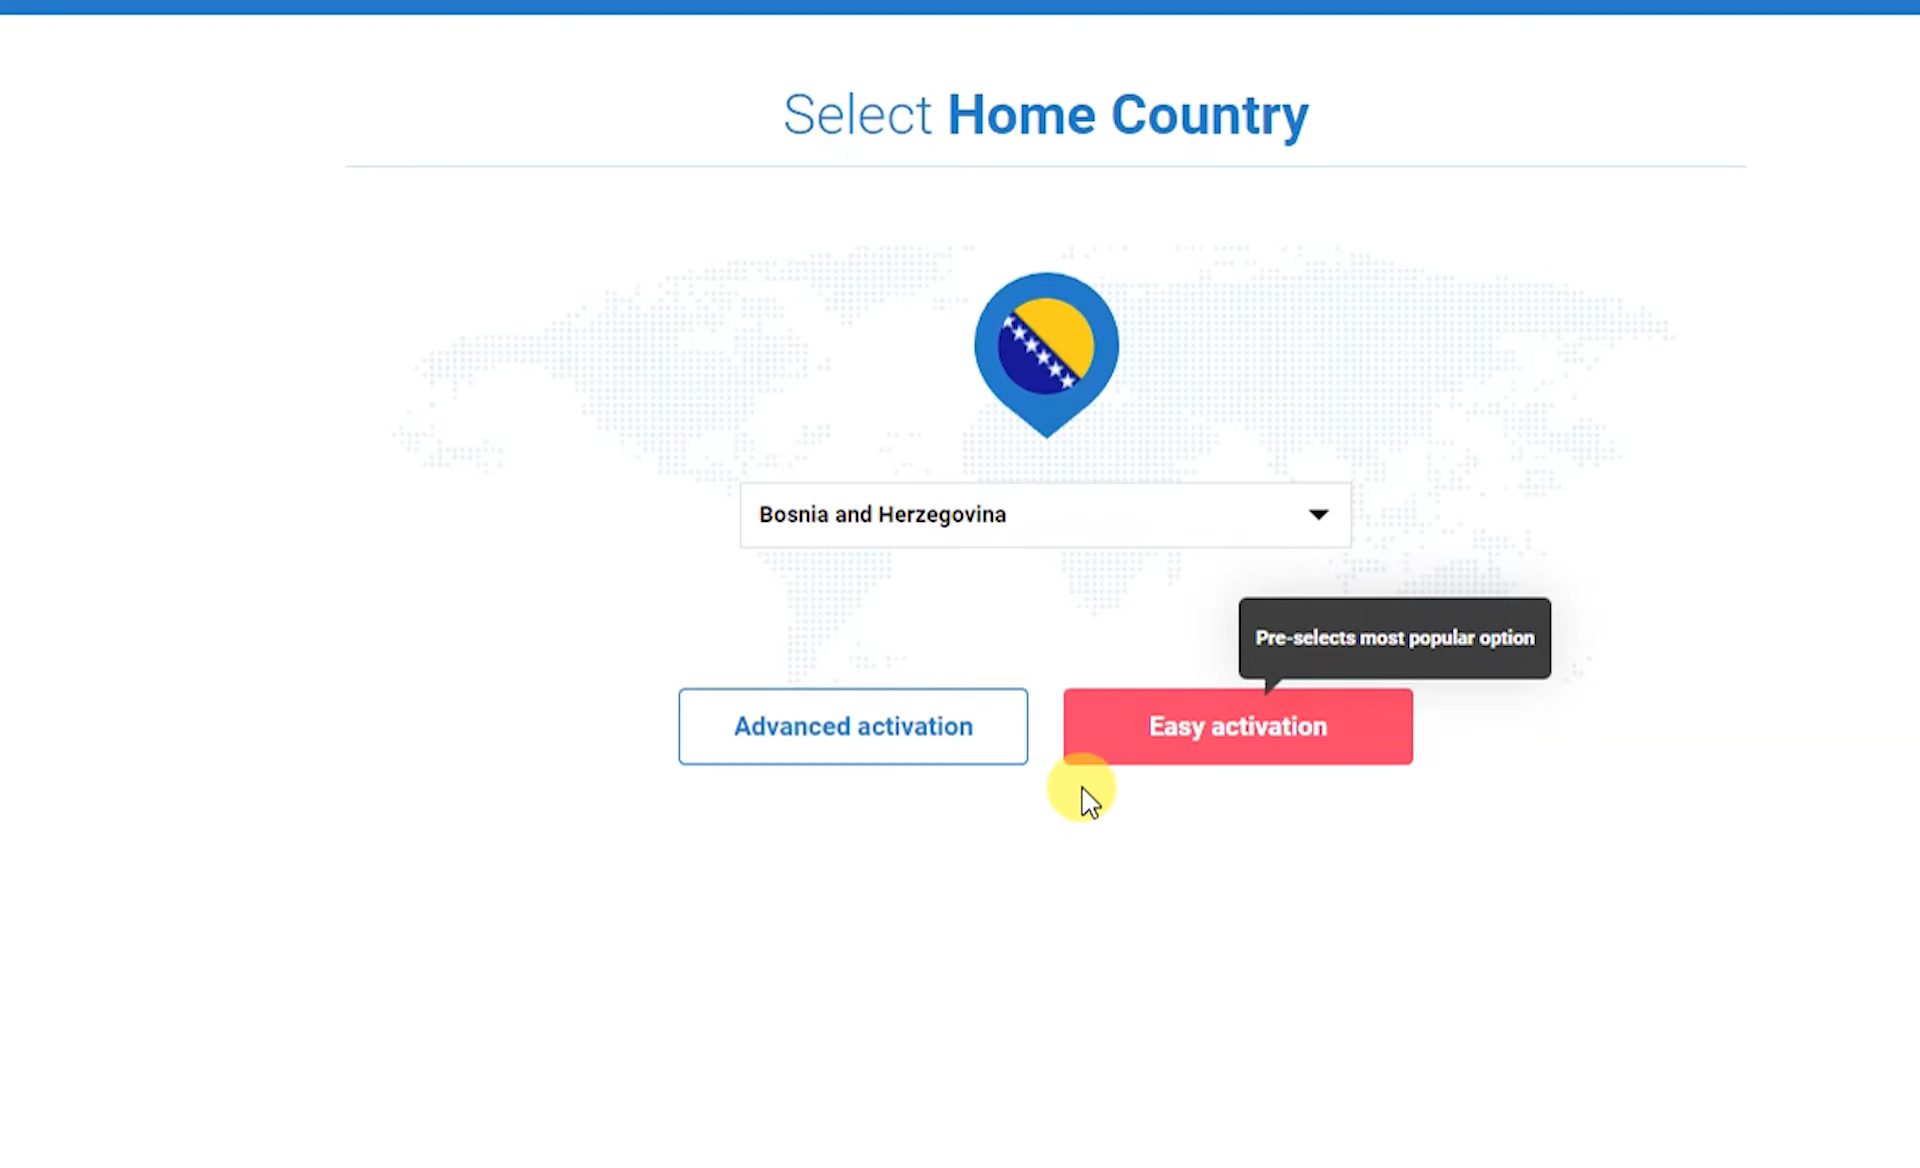 Select Home Country
Bosnia and Herzegovina
Pre-selects most popular option
Advanced activation
Easy activation